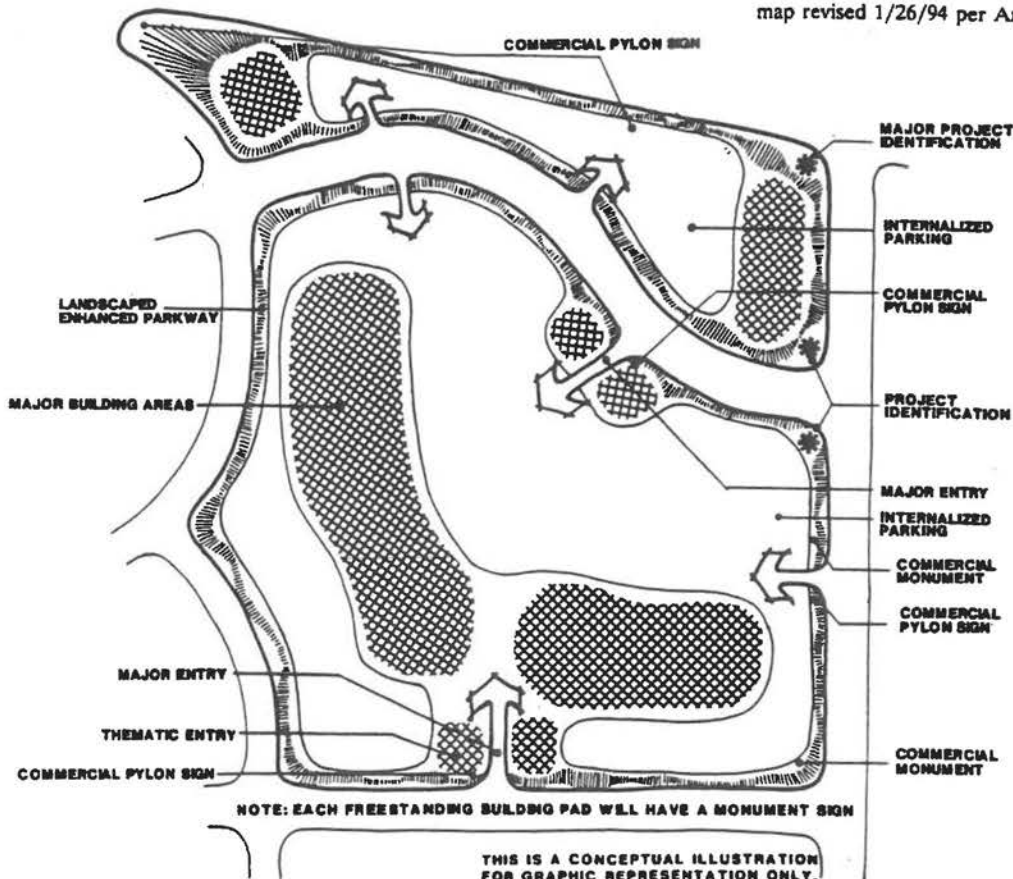 map revised 1/26/94 per
COMMERCIAL PYLON SIGN
MAJOR PROJECT
IDENTIFICATION
INTERNALIZED
PARKING
COMMERCIAL
PYLON SIGN
LANDSCAPED
ENHANCED PARKWAY
MAJOR BUILDING AREAS
PROJECT
IDENTIFICATION
MAJOR ENTRY
INTERNALIZED
PARKING
COMMERCIAL
MONUMENT
COMMERCIAL
PYLON SIGN
MAJOR ENTRY
THEMATIC ENTRY
COMMERCIAL PYLON SIGN
COMMERCIAL
MONUMENT
NOTE: EACH FREESTANDING BUILDING PAD WILL HAVE A MONUMENT SIGN
THIS IS A CONCEPTUAL ILLUSTRATION
FOR GRAPHIC REPRESENTATION ONLY.